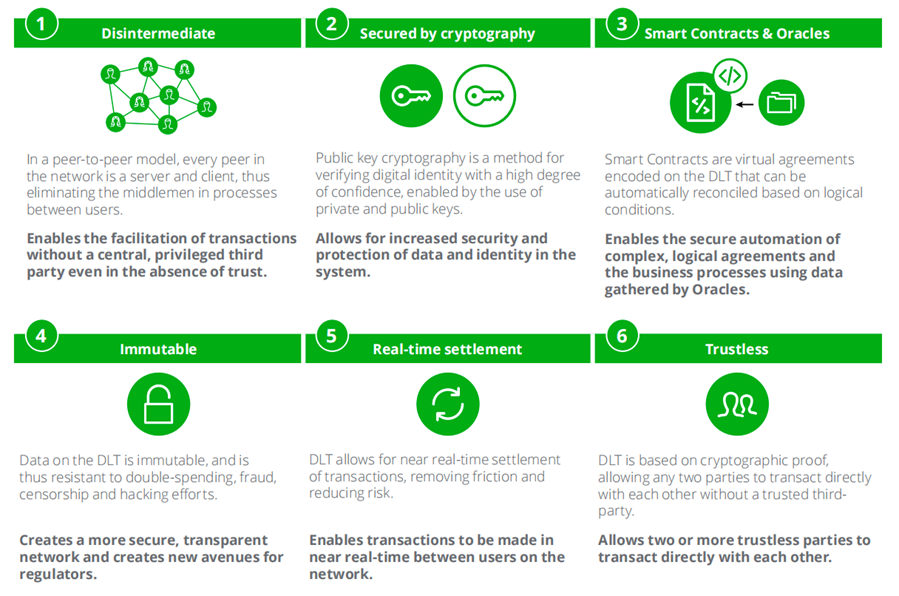 1
Disintermediate
In a peer-to-peer model, every peer in
the network is a server and client, thus
eliminating the middlemen in processes
between users.
Enables the facilitation of transactions
without a central, privileged third
party even in the absence of trust.
2
Secured by cryptography
Public key cryptography is a method for
verifying digital identity with a high degree
of confidence, enabled by the use of
private and public keys.
Allows for increased security and
protection of data and identity in the
system.
3
Smart Contracts & Oracles
</>
</>
Smart Contracts are virtual agreements
encoded on the DLT that can be
automatically reconciled based on logical
conditions.
Enables the secure automation of
complex, logical agreements and
the business processes using data
gathered by Oracles.
4
Immutable
Data on the DLT is immutable, and is
thus resistant to double-spending, fraud,
censorship and hacking efforts.
Creates a more secure, transparent
network and creates new avenues for
regulators.
5
Real-time settlement
DLT allows for near real-time settlement
of transactions, removing friction and
reducing risk.
Enables transactions to be made in
near real-time between users on the
network.
6
Trustless
DLT is based on cryptographic proof,
allowing any two parties to transact directly
with each other without a trusted third-
party.
Allows two or more trustless parties to
transact directly with each other.